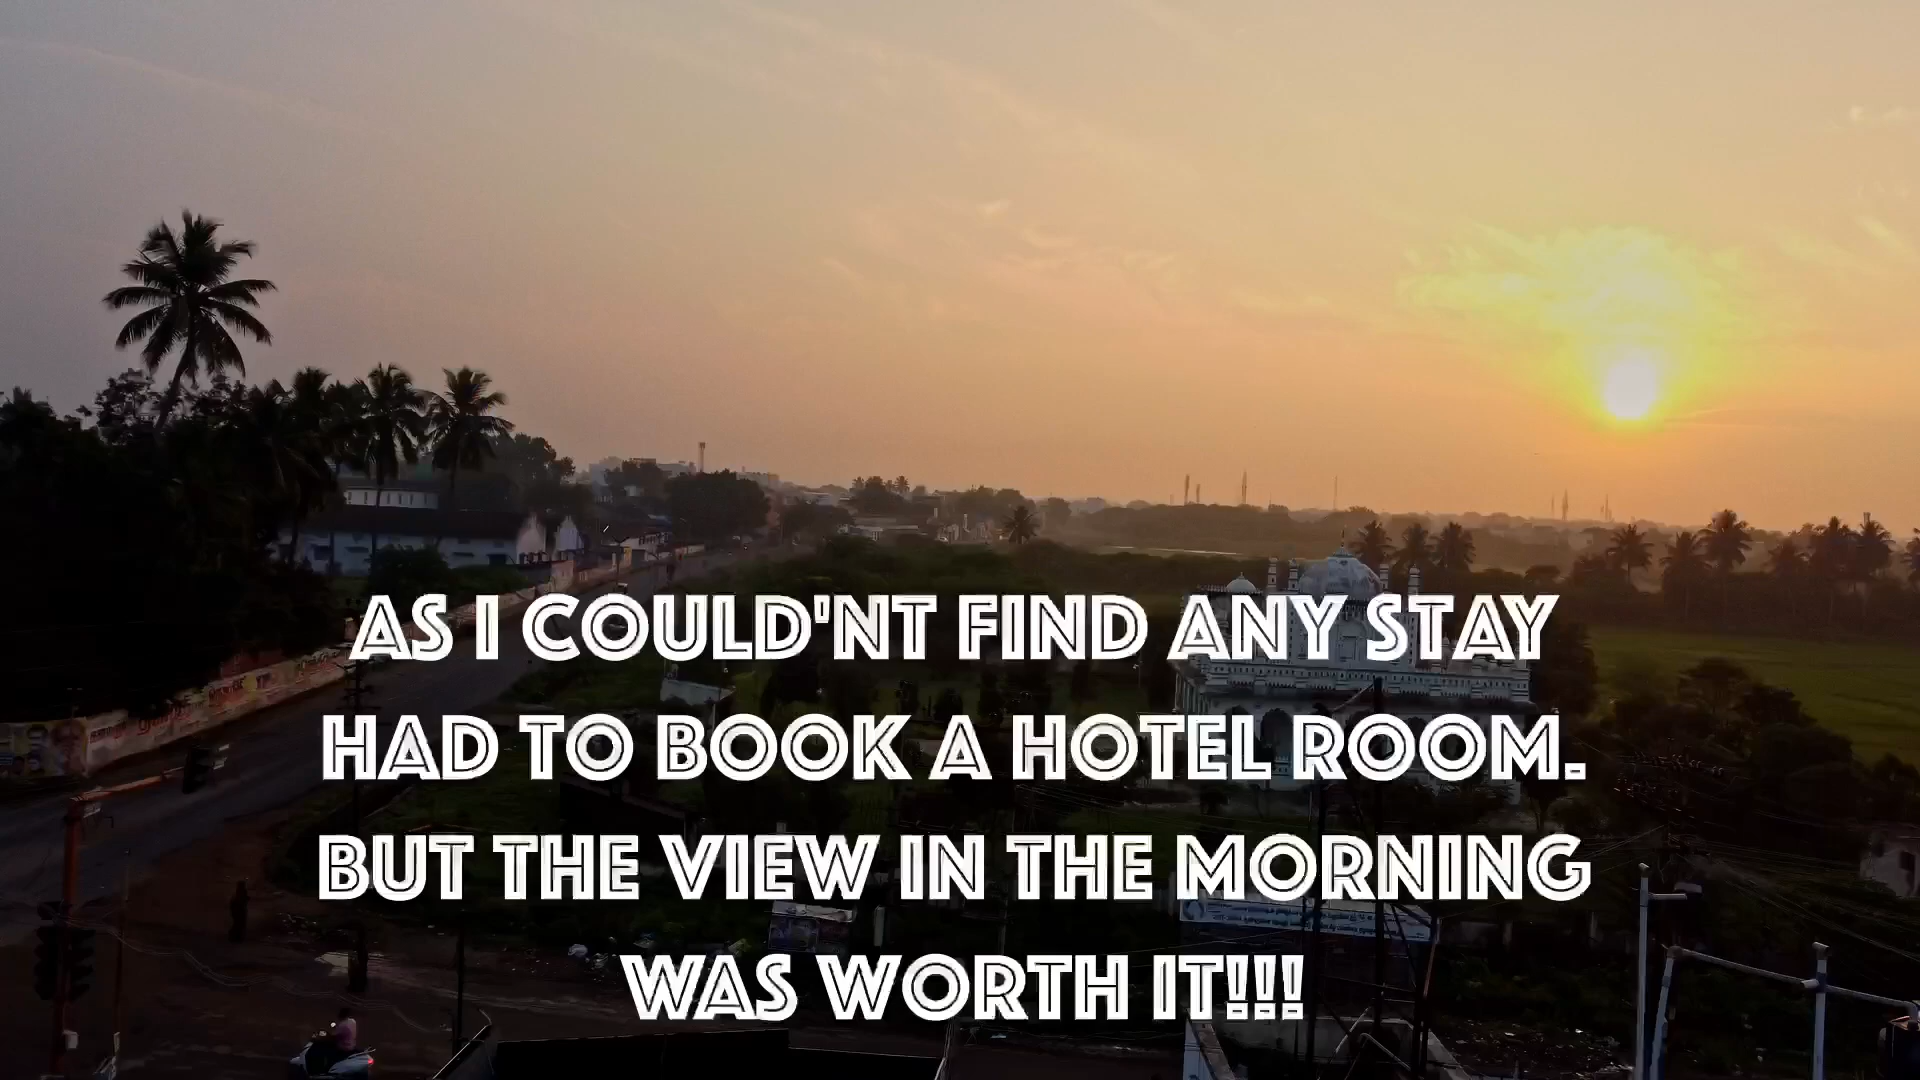 AS I COULD'NT FIND ANY STAY
HAD TO BOOK A HOTEL ROOM.
BUT THE VIEW IN THE MORNING
WAS WORTH IT!!!